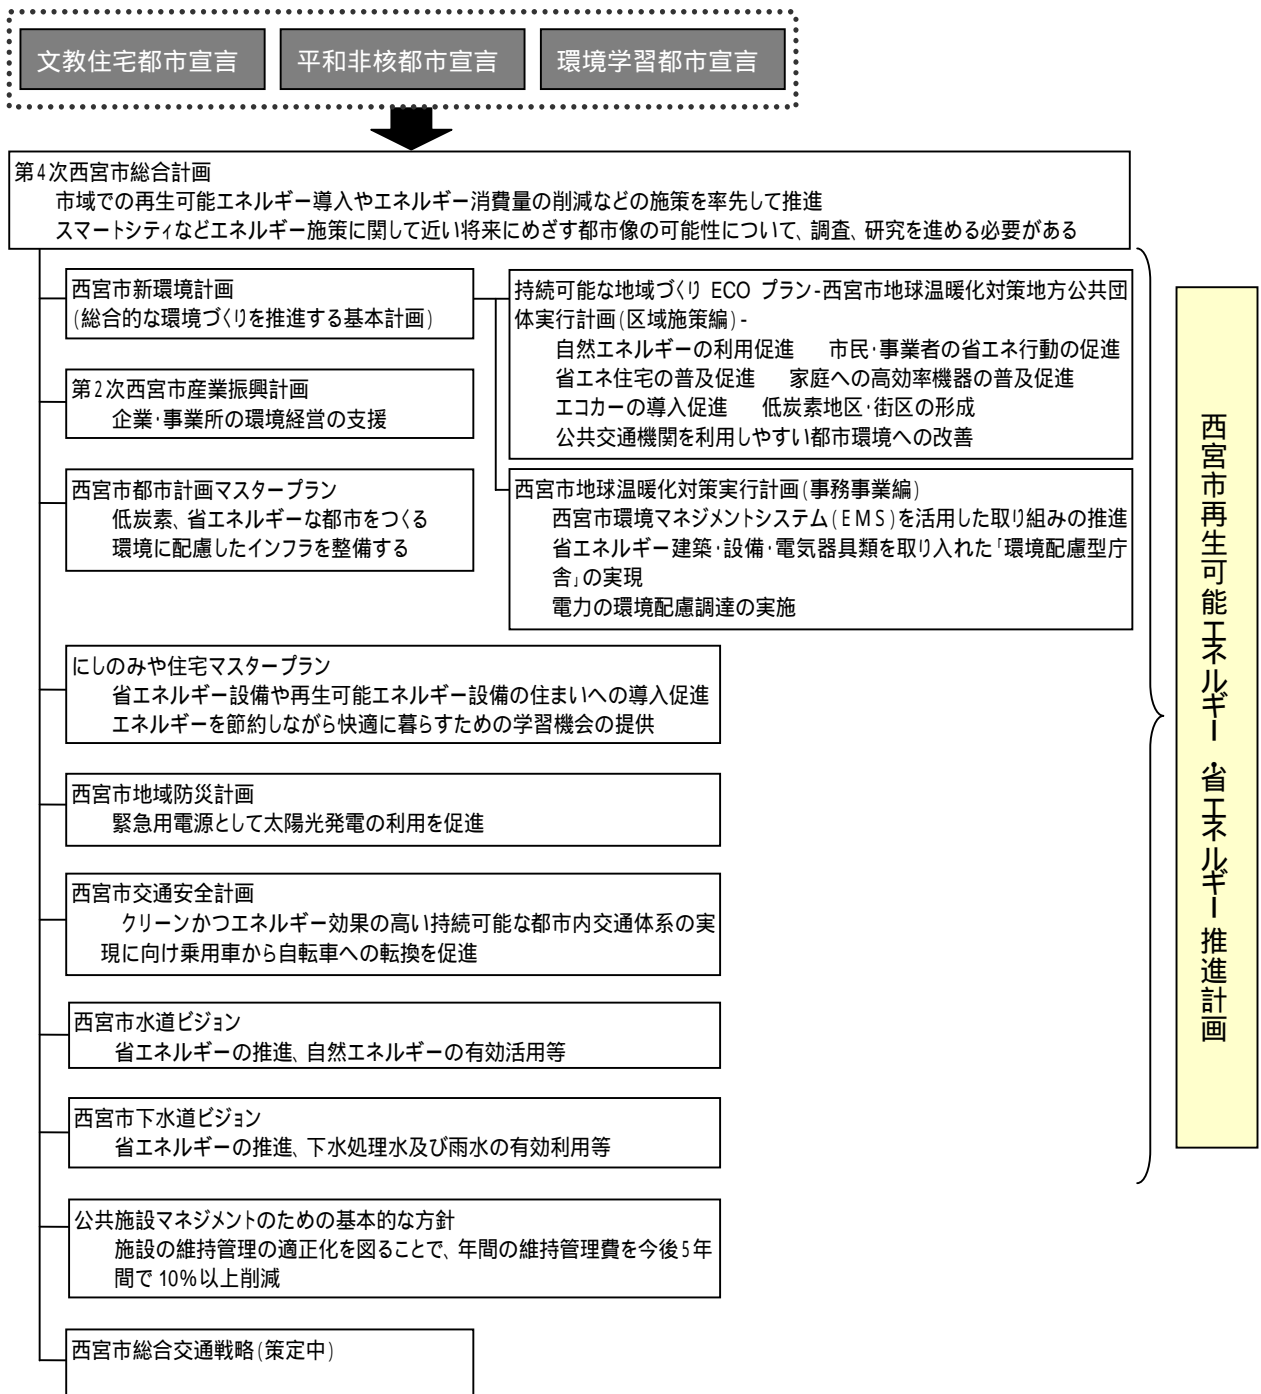 文教住宅都市宣言
平和非核都市宣言
環境学習都市宣言
第4次西宮市総合計画
市域での再生可能エネルギー導入やエネルギー消費量の削減などの施策を率先して推進
スマートシティなどエネルギー施策に関して近い将来にめざす都市像の可能性について、調査、研究を進める必要がある
西宮市新環境計画
(総合的な環境づくりを推進する基本計画)
持続可能な地域づくり ECO プラン-西宮市地球温暖化対策地方公共団
体実行計画(区域施策編)-
自然エネルギーの利用促進　市民・事業者の省エネ行動の促進
省エネ住宅の普及促進　家庭への高効率機器の普及促進
エコカーの導入促進　低炭素地区・街区の形成
公共交通機関を利用しやすい都市環境への改善
第2次西宮市産業振興計画
企業・事業所の環境経営の支援
西宮市都市計画マスタープラン
低炭素、省エネルギーな都市をつくる
環境に配慮したインフラを整備する
西宮市地球温暖化対策実行計画(事務事業編)
西宮市環境マネジメントシステム(EMS)を活用した取り組みの推進
省エネルギー建築・設備・電気器具類を取り入れた「環境配慮型庁
舎」の実現
電力の環境配慮調達の実施
にしのみや住宅マスタープラン
省エネルギー設備や再生可能エネルギー設備の住まいへの導入促進
エネルギーを節約しながら快適に暮らすための学習機会の提供
西宮市地域防災計画
緊急用電源として太陽光発電の利用を促進
西宮市交通安全計画
クリーンかつエネルギー効果の高い持続可能な都市内交通体系の実
現に向け乗用車から自転車への転換を促進
西宮市水道ビジョン
省エネルギーの推進、自然エネルギーの有効活用等
西宮市下水道ビジョン
省エネルギーの推進、下水処理水及び雨水の有効利用等
公共施設マネジメントのための基本的な方針
施設の維持管理の適正化を図ることで、年間の維持管理費を今後5年
間で10%以上削減
西宮市総合交通戦略(策定中)
西宮市再生可能エネルギー・省エネルギー推進計画